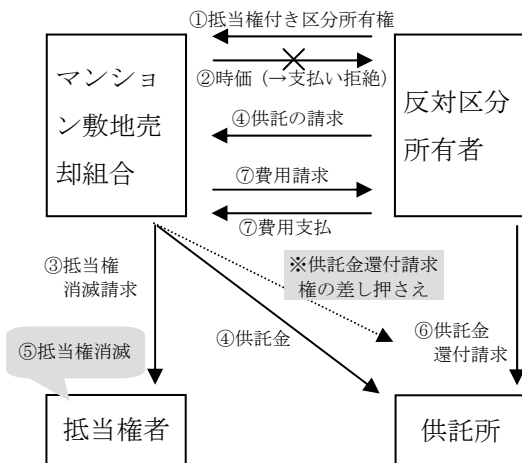 ①抵当権付き区分所有権
マンショ
ン敷地売
却組合
②時価（→支払い拒絶）
反対区分
所有者
④供託の請求
⑦費用請求
⑦費用支払
③抵当権
消滅請求
※供託金還付請求
権の差し押さえ
④供託金
⑥供託金
還付請求
⑤抵当権消滅
抵当権者
供託所